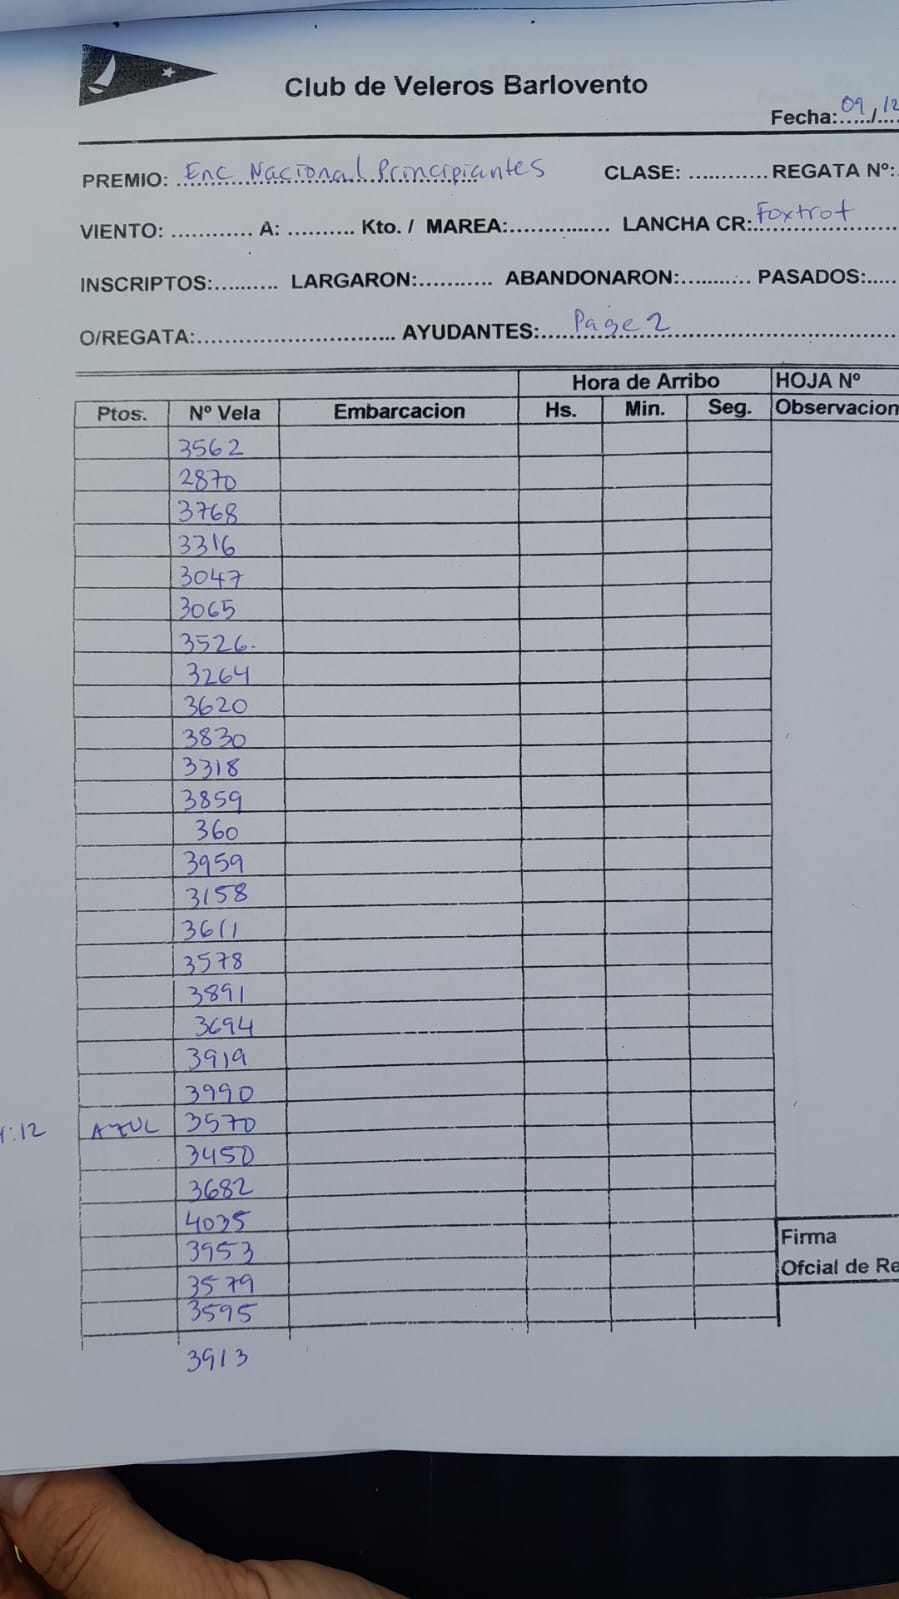 Club de Veleros Barlovento
Fecha:09/12
PREMIO: Enc Nacional Principiantes CLASE: ............ REGATA Nº:
VIENTO: ............ A: .......... Kto. / MAREA:............... LANCHA CR: Foxtrot
INSCRIPTOS:.......... LARGARON:........... ABANDONARON:........... PASADOS:.....
O/REGATA:.............................. AYUDANTES: Page 2
Hora de Arribo HOJA Nº
Ptos. Nº Vela Embarcacion Hs. Min. Seg. Observacion
3562
2870
3768
3316
3047
3065
3526.
3264
3620
3830
3318
3859
360
3959
3158
3611
3578
3891
3694
3919
3990
:12 AZUL 3570
3450
3682
4035
3953
3579
3595
3913
Firma
Ofcial de Re